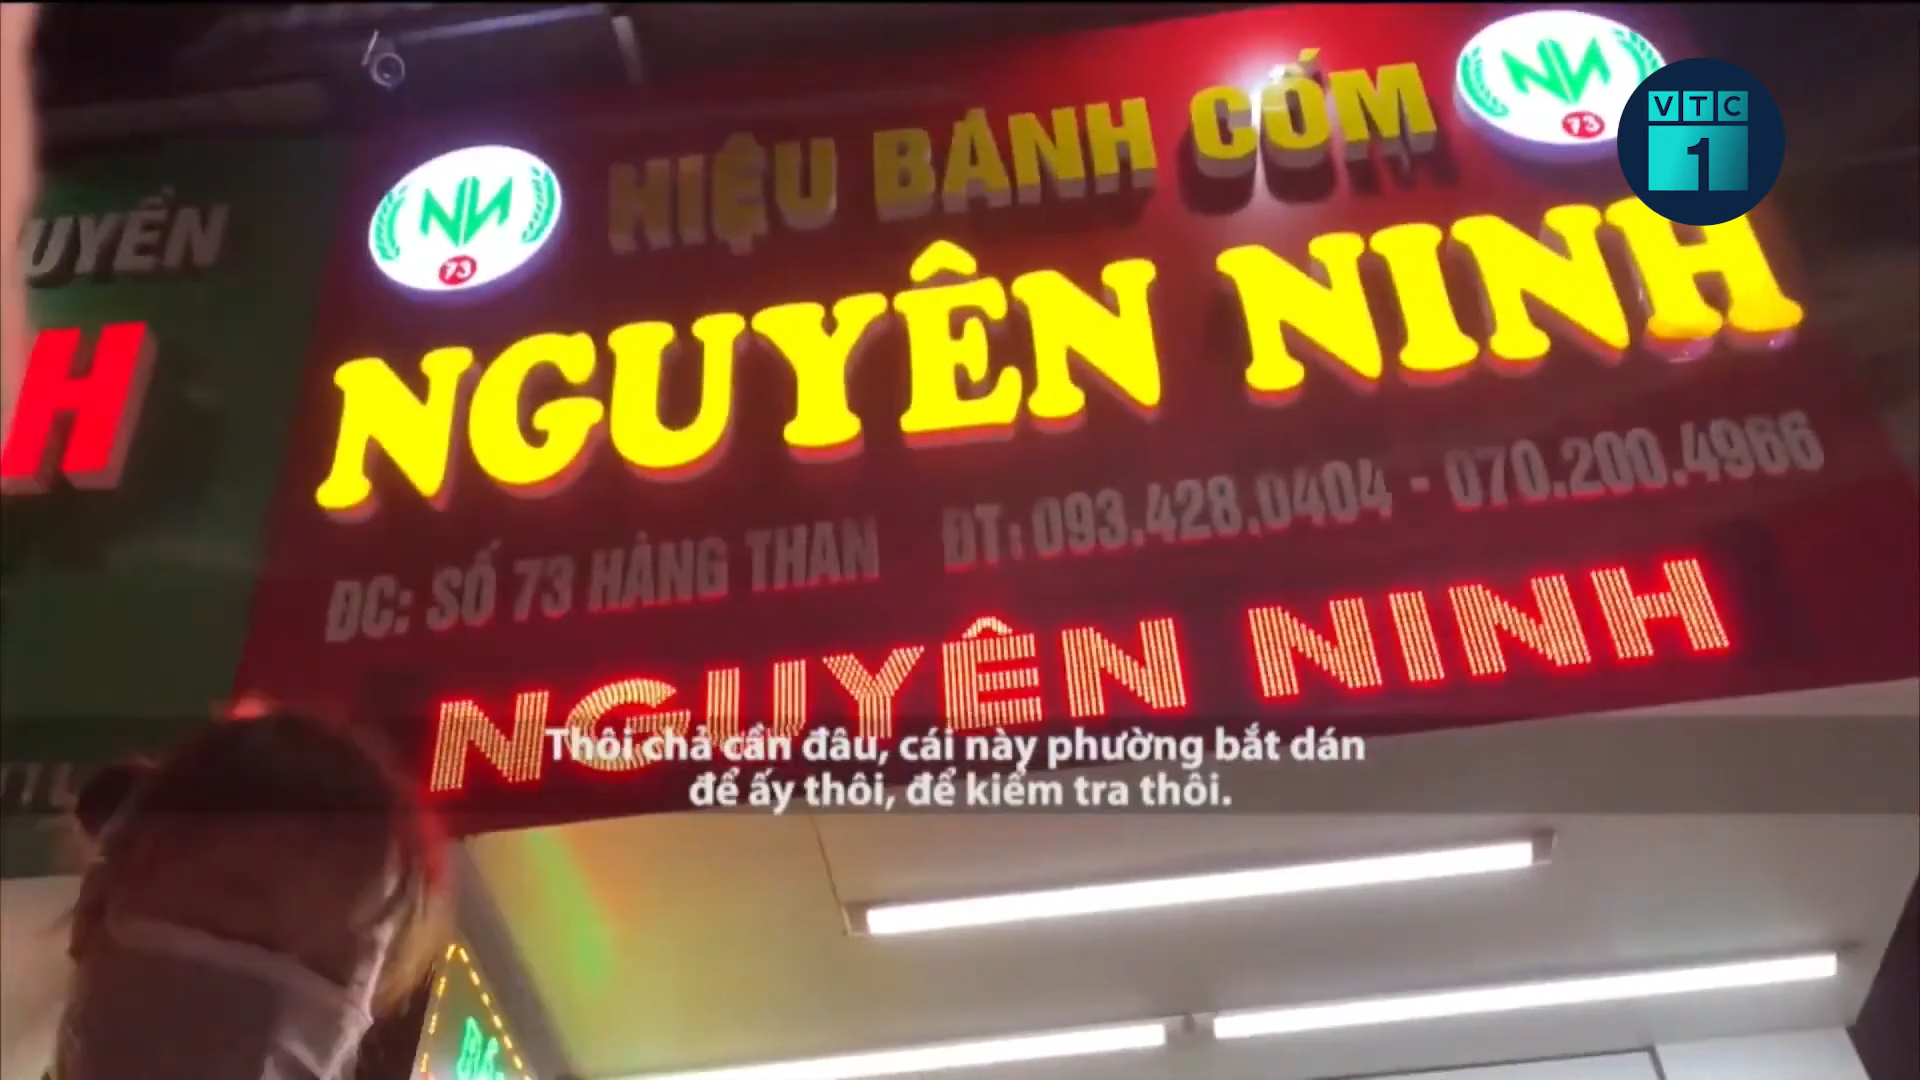 VTC
1
NN
73
HIỆU BÁNH CỐM
NN
73
NGUYÊN NINH
UYÊN
H
ĐC: SỐ 73 HÀNG THAN ĐT: 093.428.0404 - 070.200.4966
NGUYÊN NINH
Thôi chả cần đâu, cái này phường bắt dán
để ấy thôi, để kiểm tra thôi.